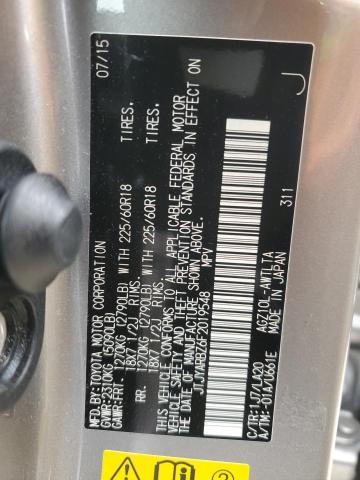 MFD.BY:TOYOTA MOTOR CORPORATION 07/15
GVWR:2310KG(5090LB)
GAWR:FRT. 1270KG(2790LB) WITH 225/60R18 TIRES.
18X7 1/2J RIMS.
RR. 1270KG(2790LB) WITH 225/60R18 TIRES.
18X7 1/2J RIMS.
THIS VEHICLE CONFORMS TO ALL APPLICABLE FEDERAL MOTOR
VEHICLE SAFETY AND THEFT PREVENTION STANDARDS IN EFFECT ON
THE DATE OF MANUFACTURE SHOWN ABOVE.
JTJYARBZ6F2019548 MPV
J
AGZ10L-AWTLTA 311
MADE IN JAPAN
C/TR:1J7/LA20
A/TM:-01A/U661E